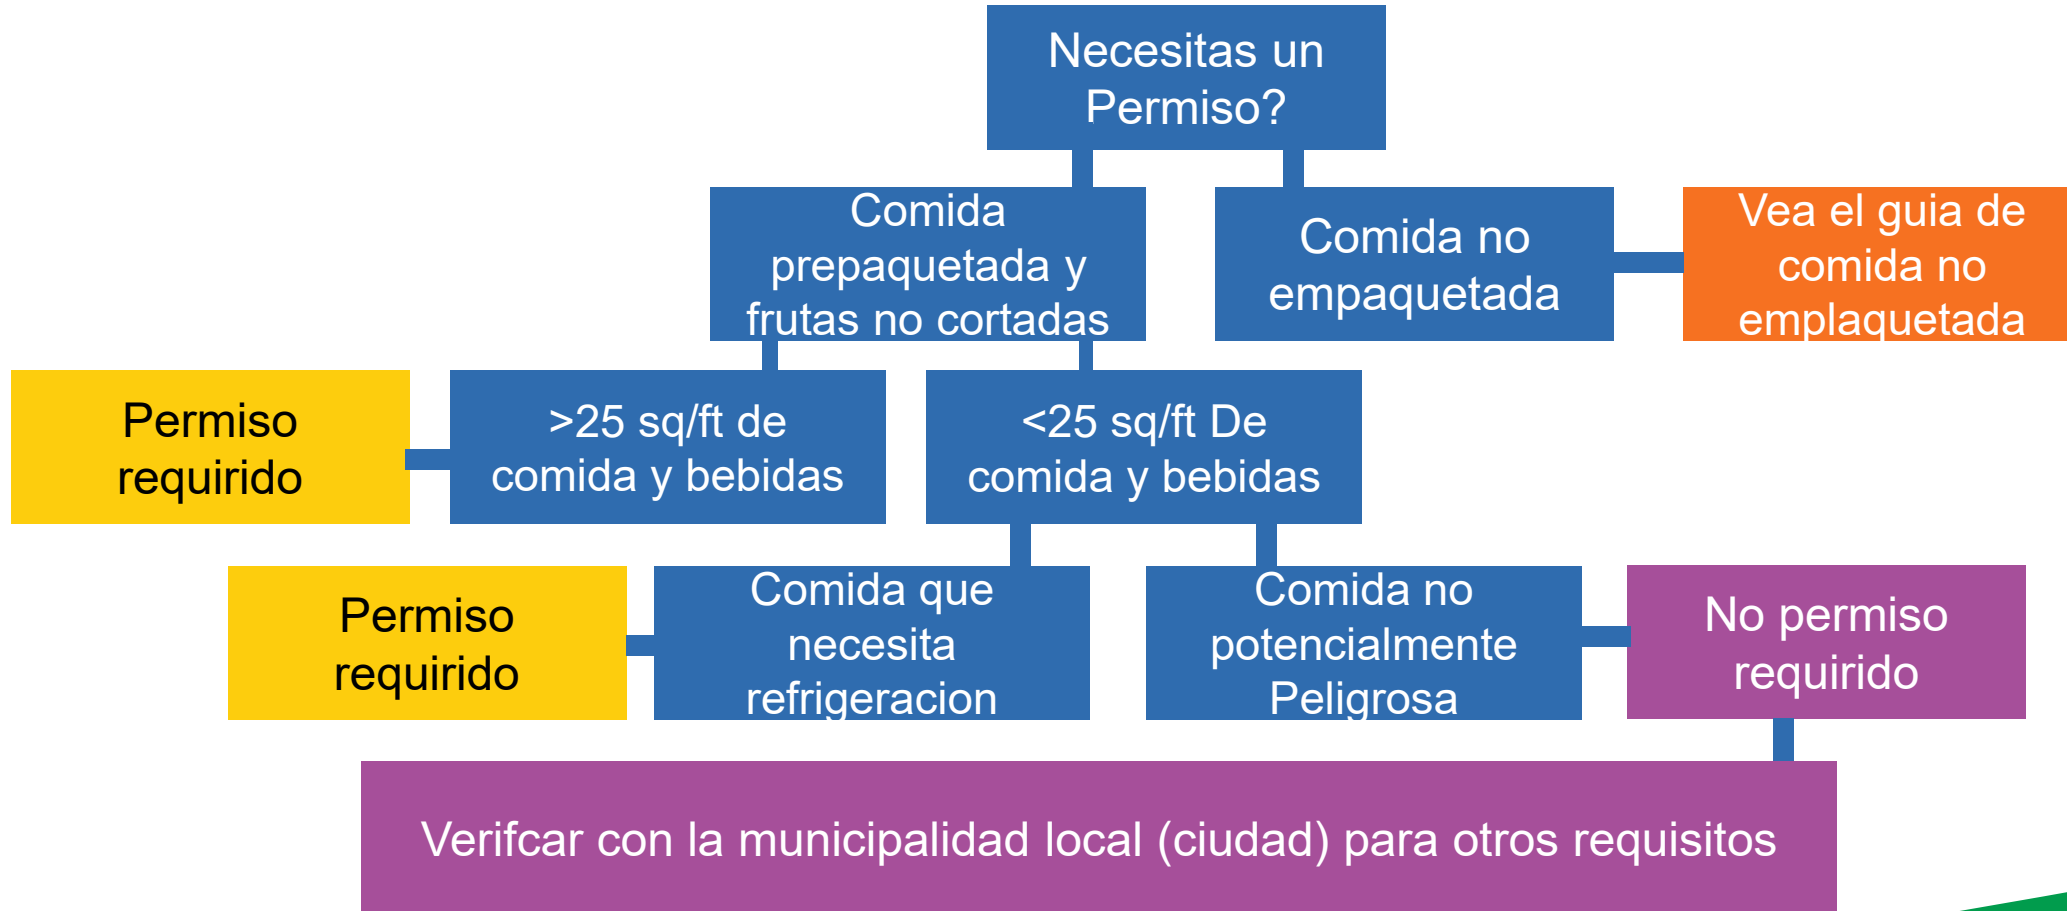 Necesitas un
Permiso?
Comida
prepaquetada y
frutas no cortadas
Comida no
empaquetada
Vea el guia de
comida no
emplaquetada
Permiso
requirido
>25 sq/ft de
comida y bebidas
<25 sq/ft De
comida y bebidas
Permiso
requirido
Comida que
necesita
refrigeracion
Comida no
potencialmente
Peligrosa
No permiso
requirido
Verifcar con la municipalidad local (ciudad) para otros requisitos